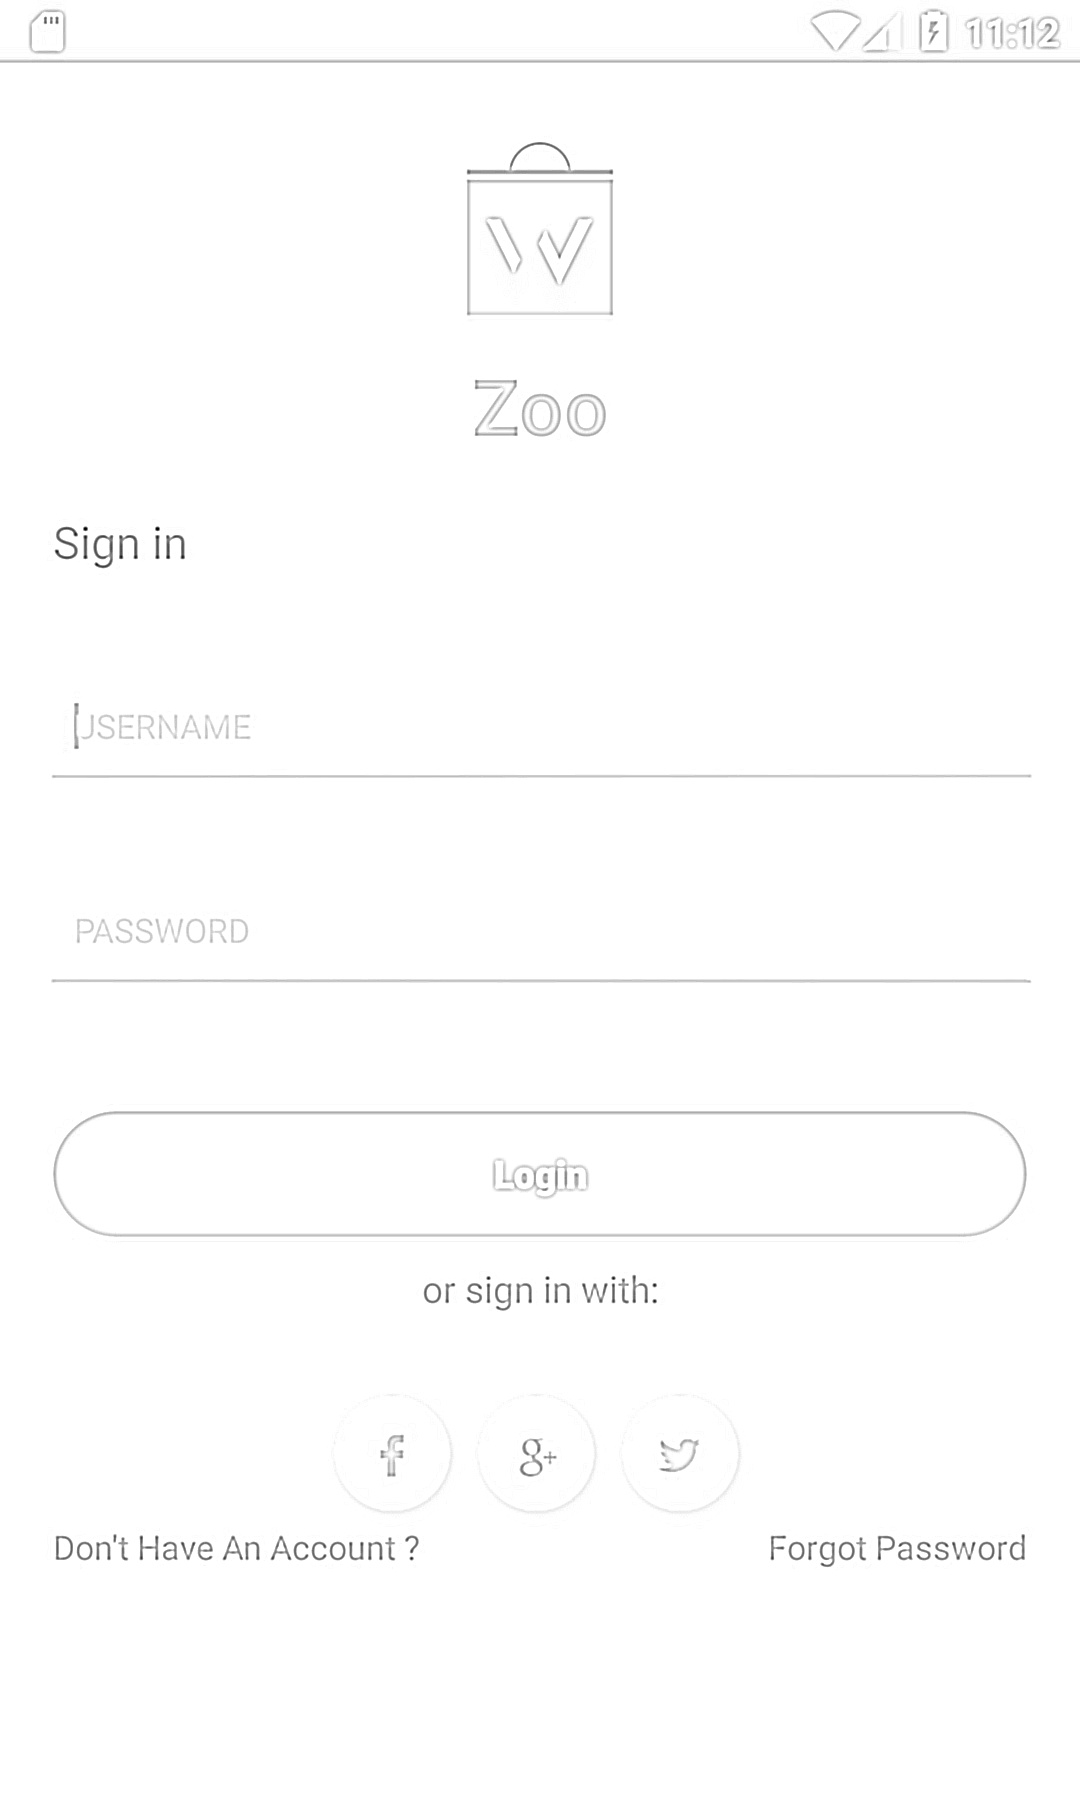 11:12
W
Zoo
Sign in
USERNAME
PASSWORD
Login
or sign in with:
f g+
Don't Have An Account ?
Forgot Password